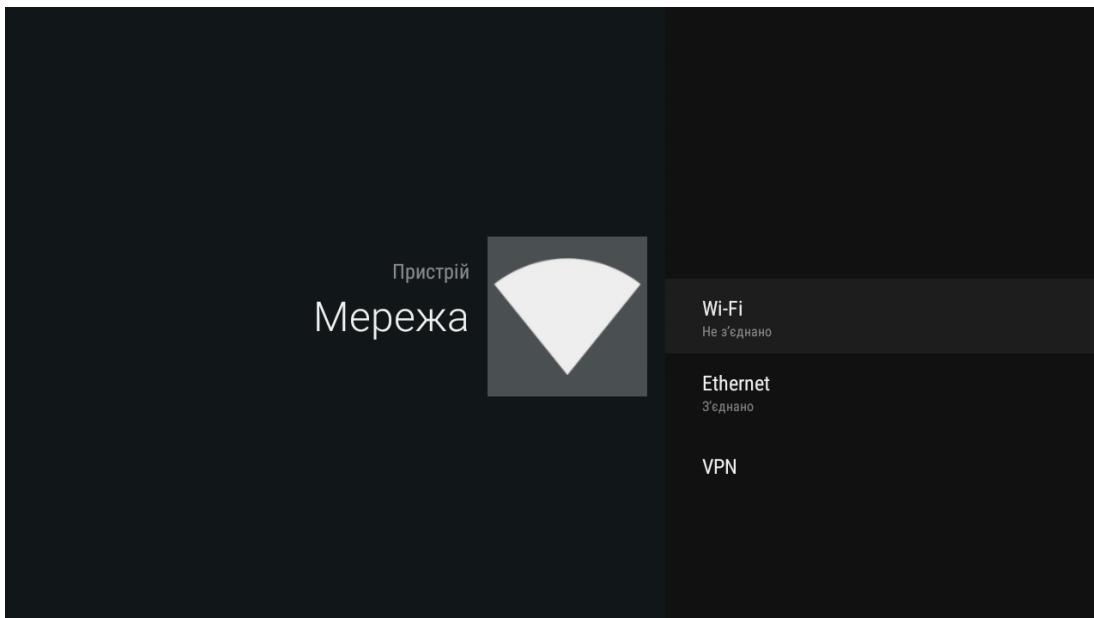 Пристрій
Мережа
Wi-Fi
Не з’єднано
Ethernet
З’єднано
VPN